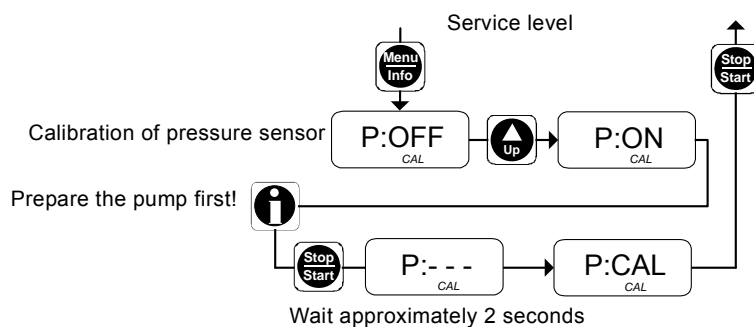 Service level
Menu
Info
Stop
Start
Calibration of pressure sensor
P:OFF
CAL
Up
P:ON
CAL
Prepare the pump first!
i
Stop
Start
P:- - -
CAL
P:CAL
CAL
Wait approximately 2 seconds